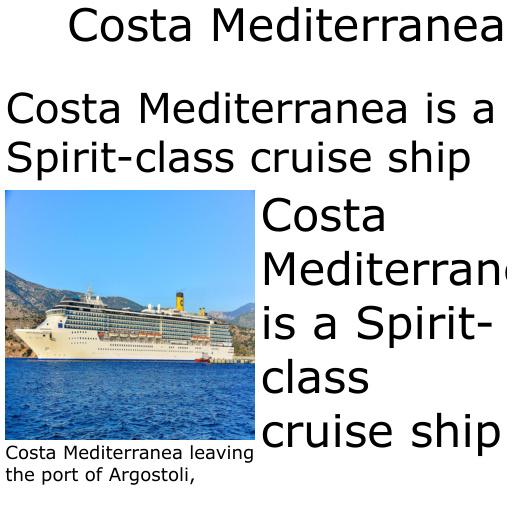 Costa Mediterranea
Costa Mediterranea is a
Spirit-class cruise ship
Costa
Mediterran
is a Spirit-
class
cruise ship
Costa Mediterranea leaving
the port of Argostoli,